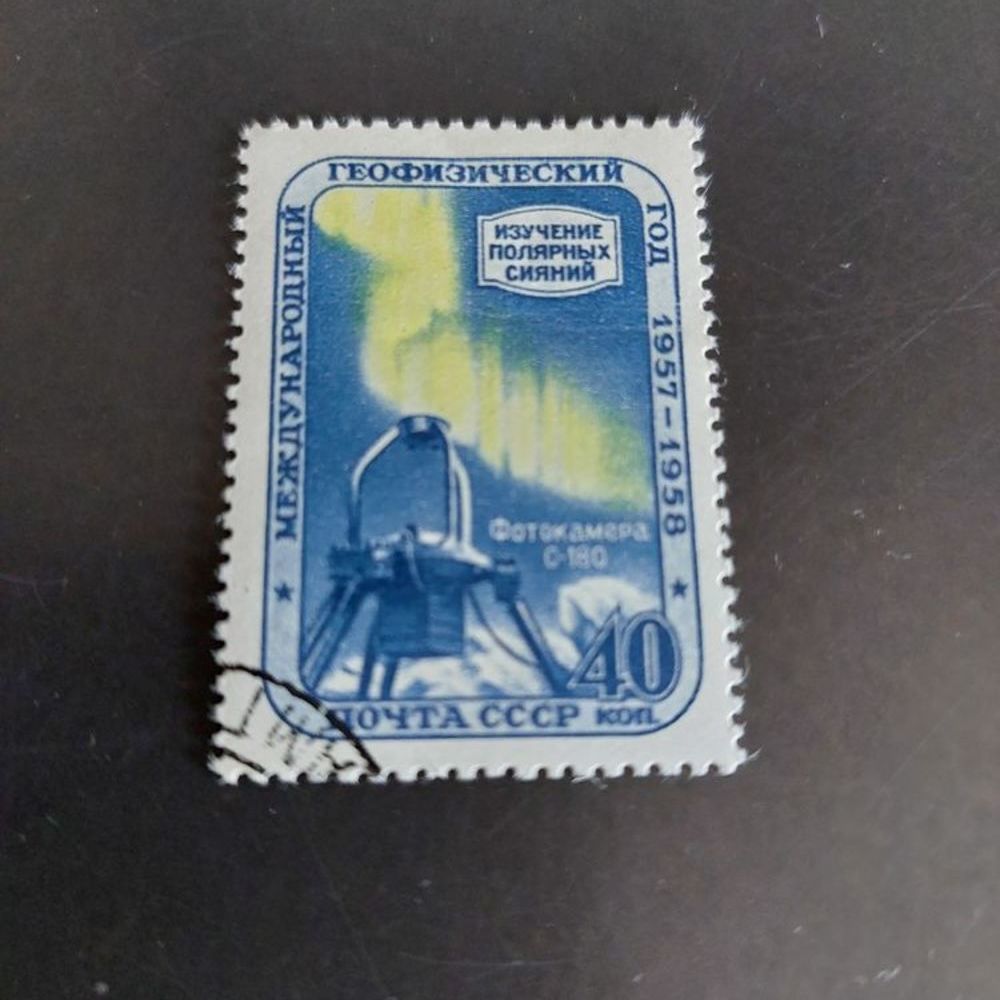 МЕЖДУНАРОДНЫЙ
ГЕОФИЗИЧЕСКИЙ
ГОД 1957-1958
ИЗУЧЕНИЕ
ПОЛЯРНЫХ
СИЯНИЙ
Фотокамера
С-180
40
ПОЧТА СССР КОП.